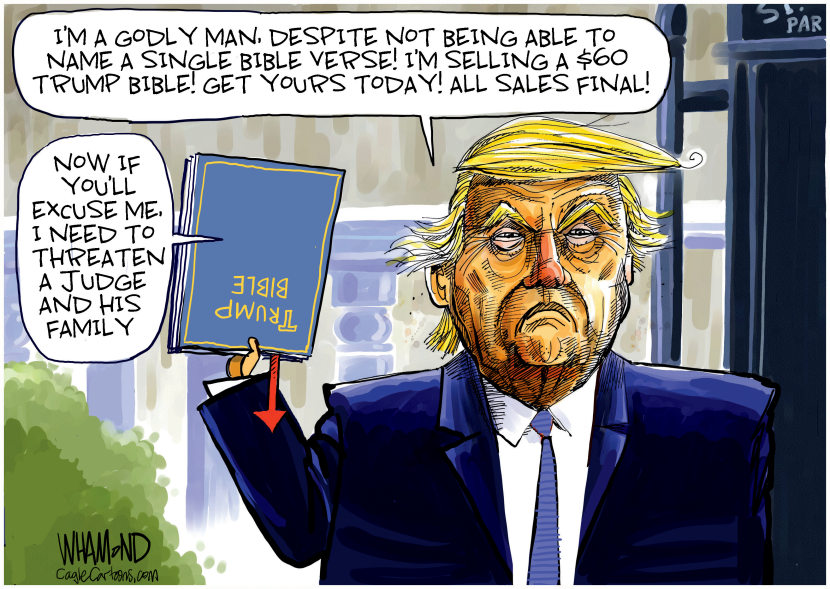 I'M A GODLY MAN, DESPITE NOT BEING ABLE TO
NAME A SINGLE BIBLE VERSE! I'M SELLING A $60
TRUMP BIBLE! GET YOURS TODAY! ALL SALES FINAL!
NOW IF
YOU'LL
EXCUSE ME,
I NEED TO
THREATEN
A JUDGE
AND HIS
FAMILY
TRUMP
BIBLE
ST.
PAR
WHAMOND
CagleCartoons.com